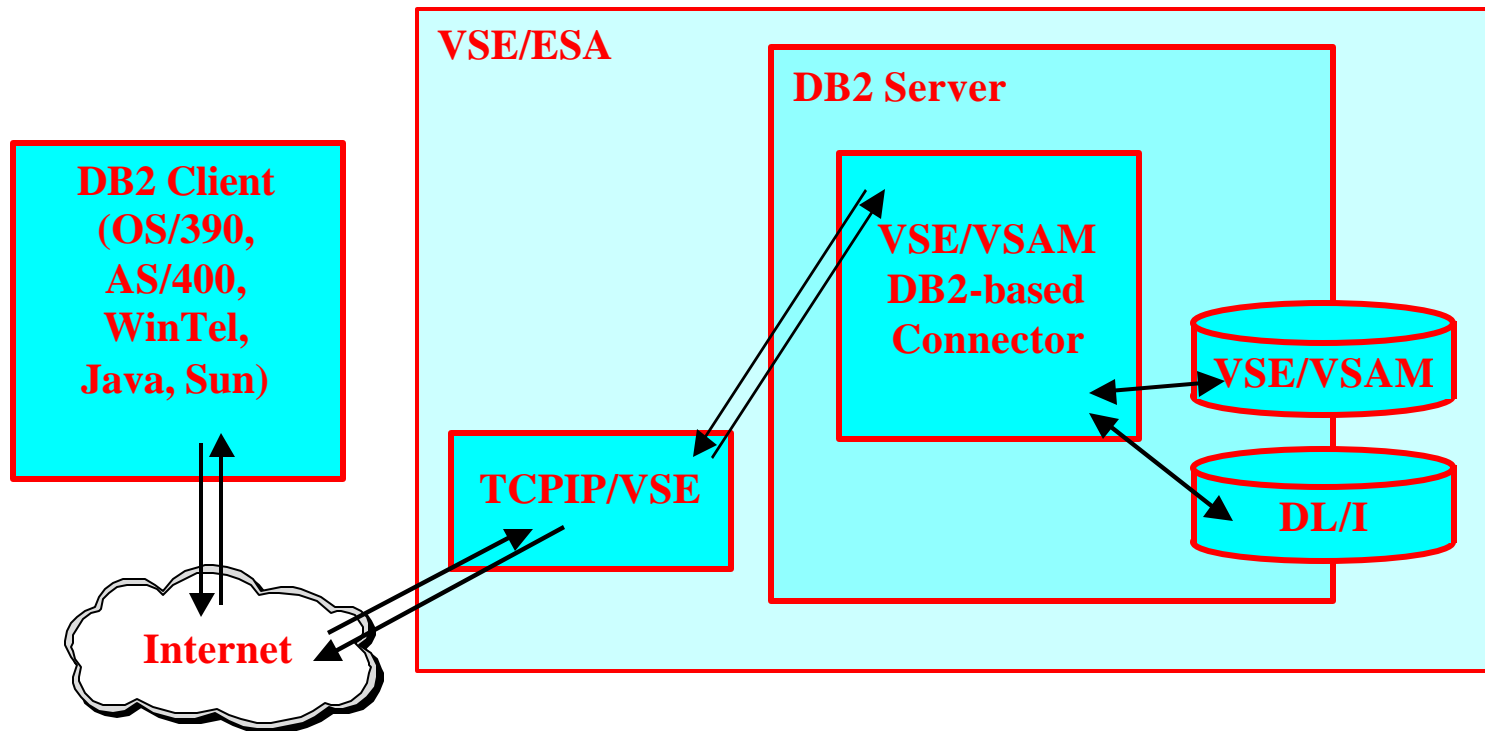 VSE/ESA
DB2 Server
DB2 Client
(OS/390,
AS/400,
WinTel,
Java, Sun)
VSE/VSAM
DB2-based
Connector
VSE/VSAM
TCPIP/VSE
DL/I
Internet